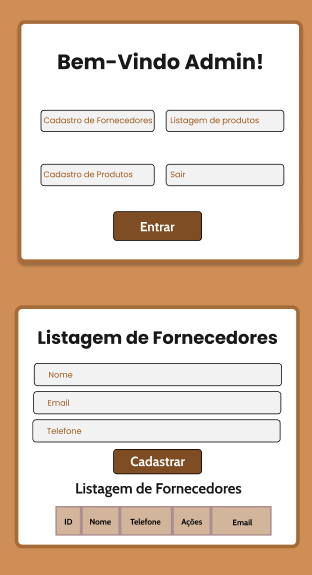 Bem-Vindo Admin!
Cadastro de Fornecedores Listagem de produtos
Cadastro de Produtos Sair
Entrar
Listagem de Fornecedores
Nome
Email
Telefone
Cadastrar
Listagem de Fornecedores
ID Nome Telefone Ações Email